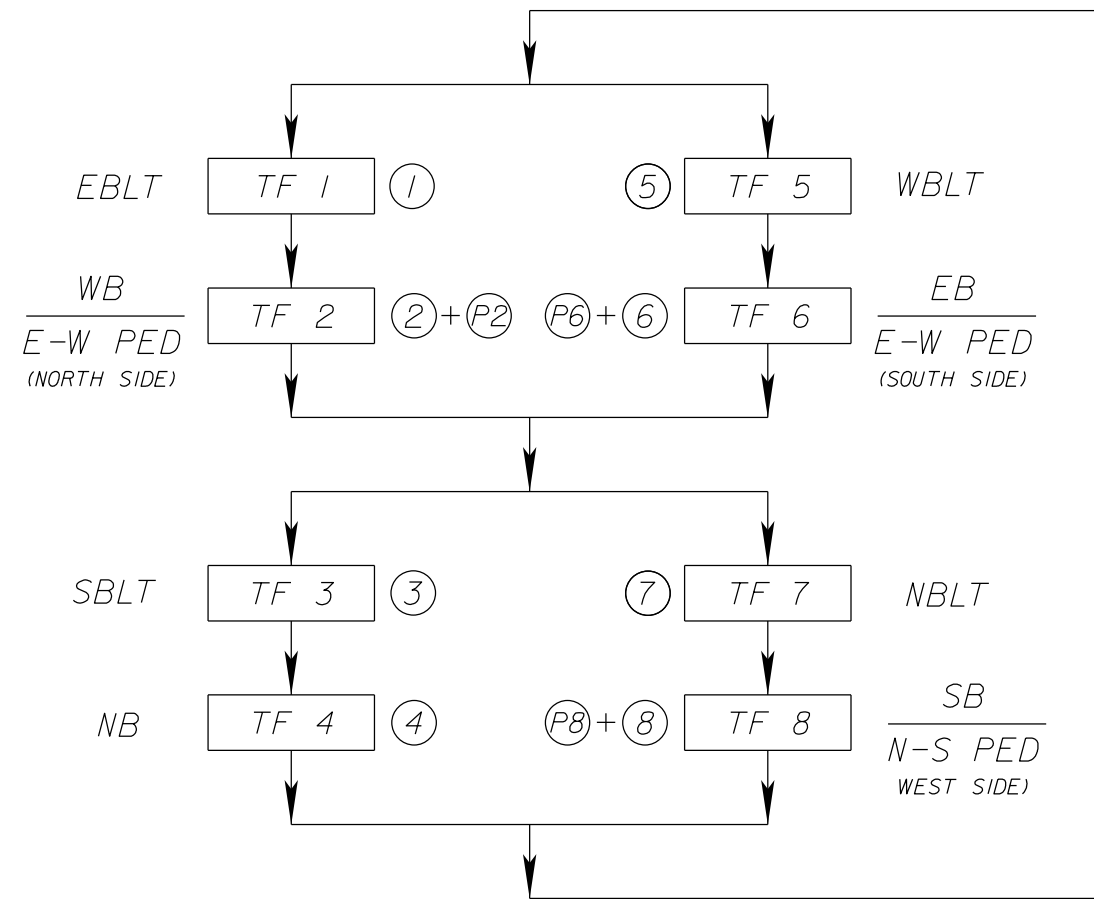 EBLT TF 1 1 5 TF 5 WBLT
WB
E-W PED
(NORTH SIDE)
TF 2 2+P2 P6+6 TF 6
EB
E-W PED
(SOUTH SIDE)
SBLT TF 3 3 7 TF 7 NBLT
NB TF 4 4 P8+8 TF 8
SB
N-S PED
WEST SIDE)